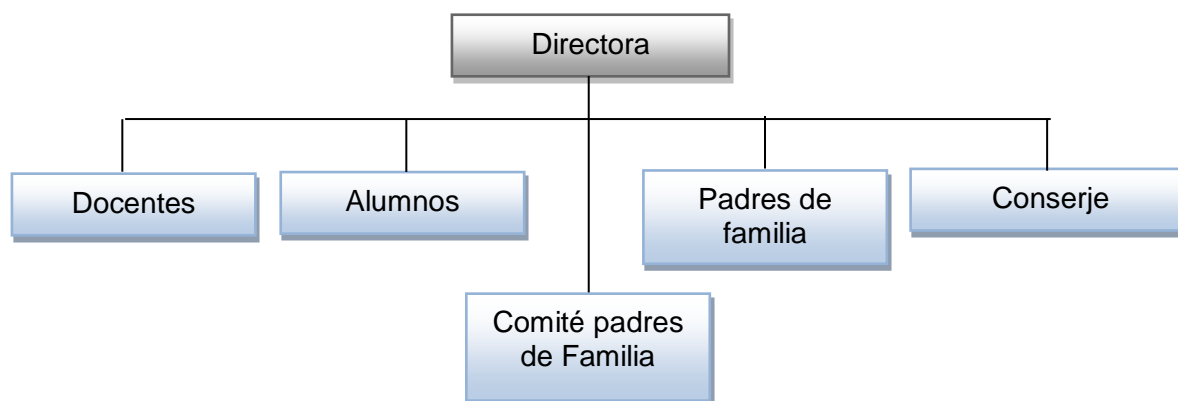 Directora
Docentes
Alumnos
Padres de
familia
Conserje
Comité padres
de Familia